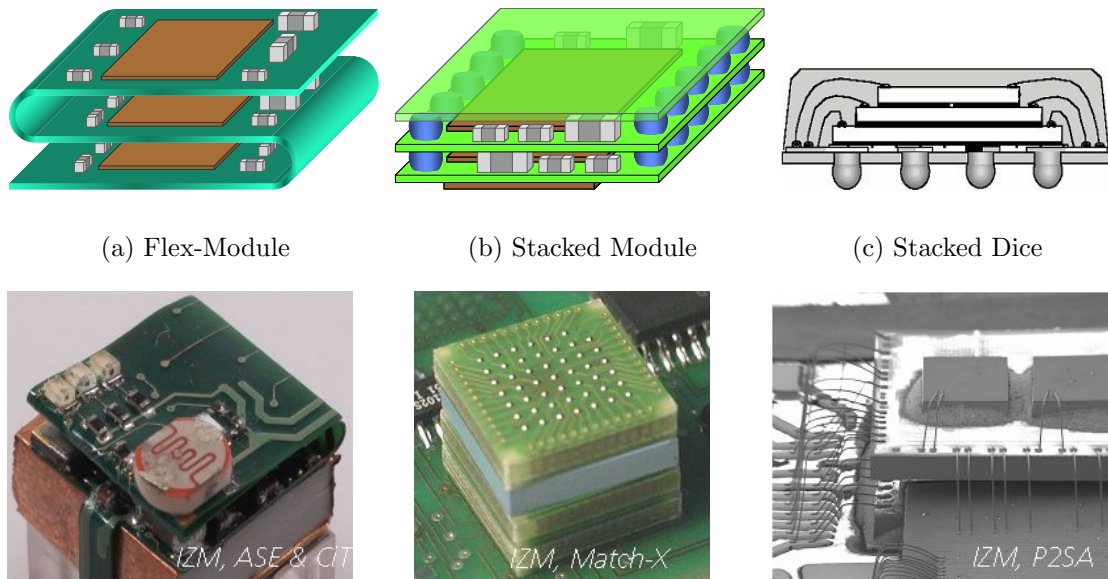 (a) Flex-Module
(b) Stacked Module
(c) Stacked Dice
IZM, ASE & CiT
IZM, Match-X
IZM, P2SA